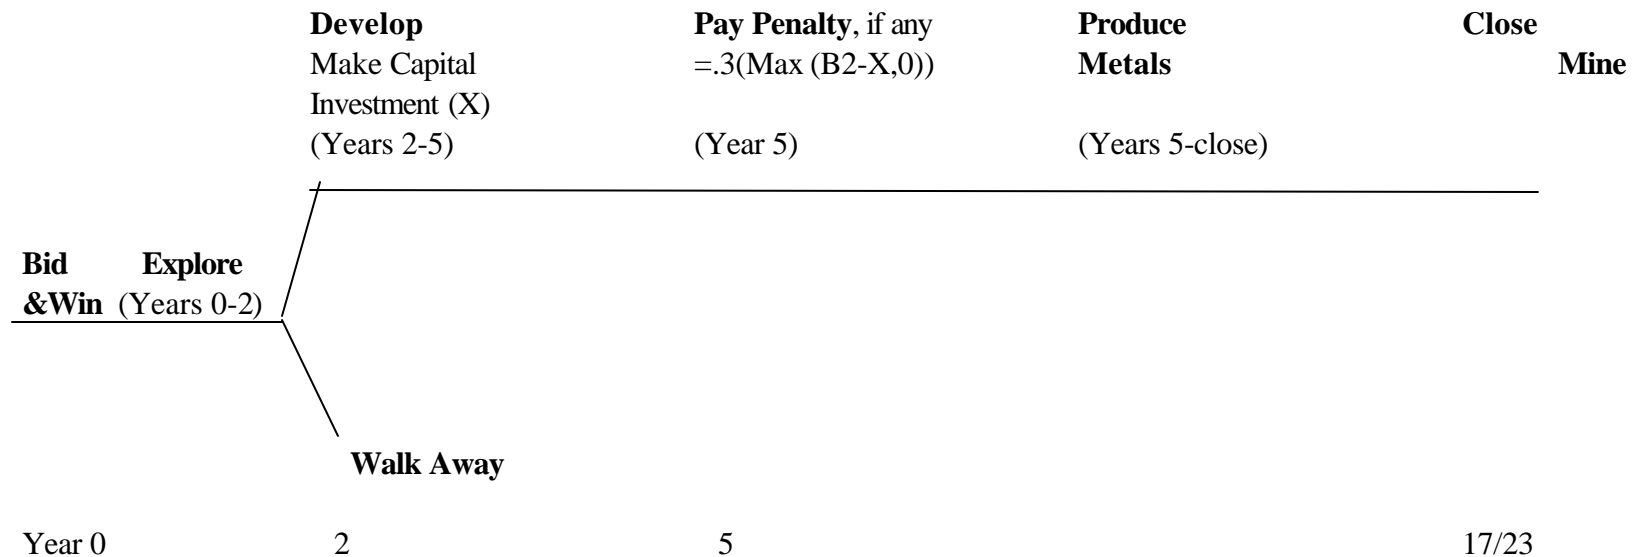 Develop
Make Capital
Investment (X)
(Years 2-5)
Pay Penalty, if any
=.3(Max (B2-X,0))
(Year 5)
Produce
Metals
(Years 5-close)
Close
Mine
Bid Explore
&Win (Years 0-2)
Walk Away
Year 0 2 5 17/23